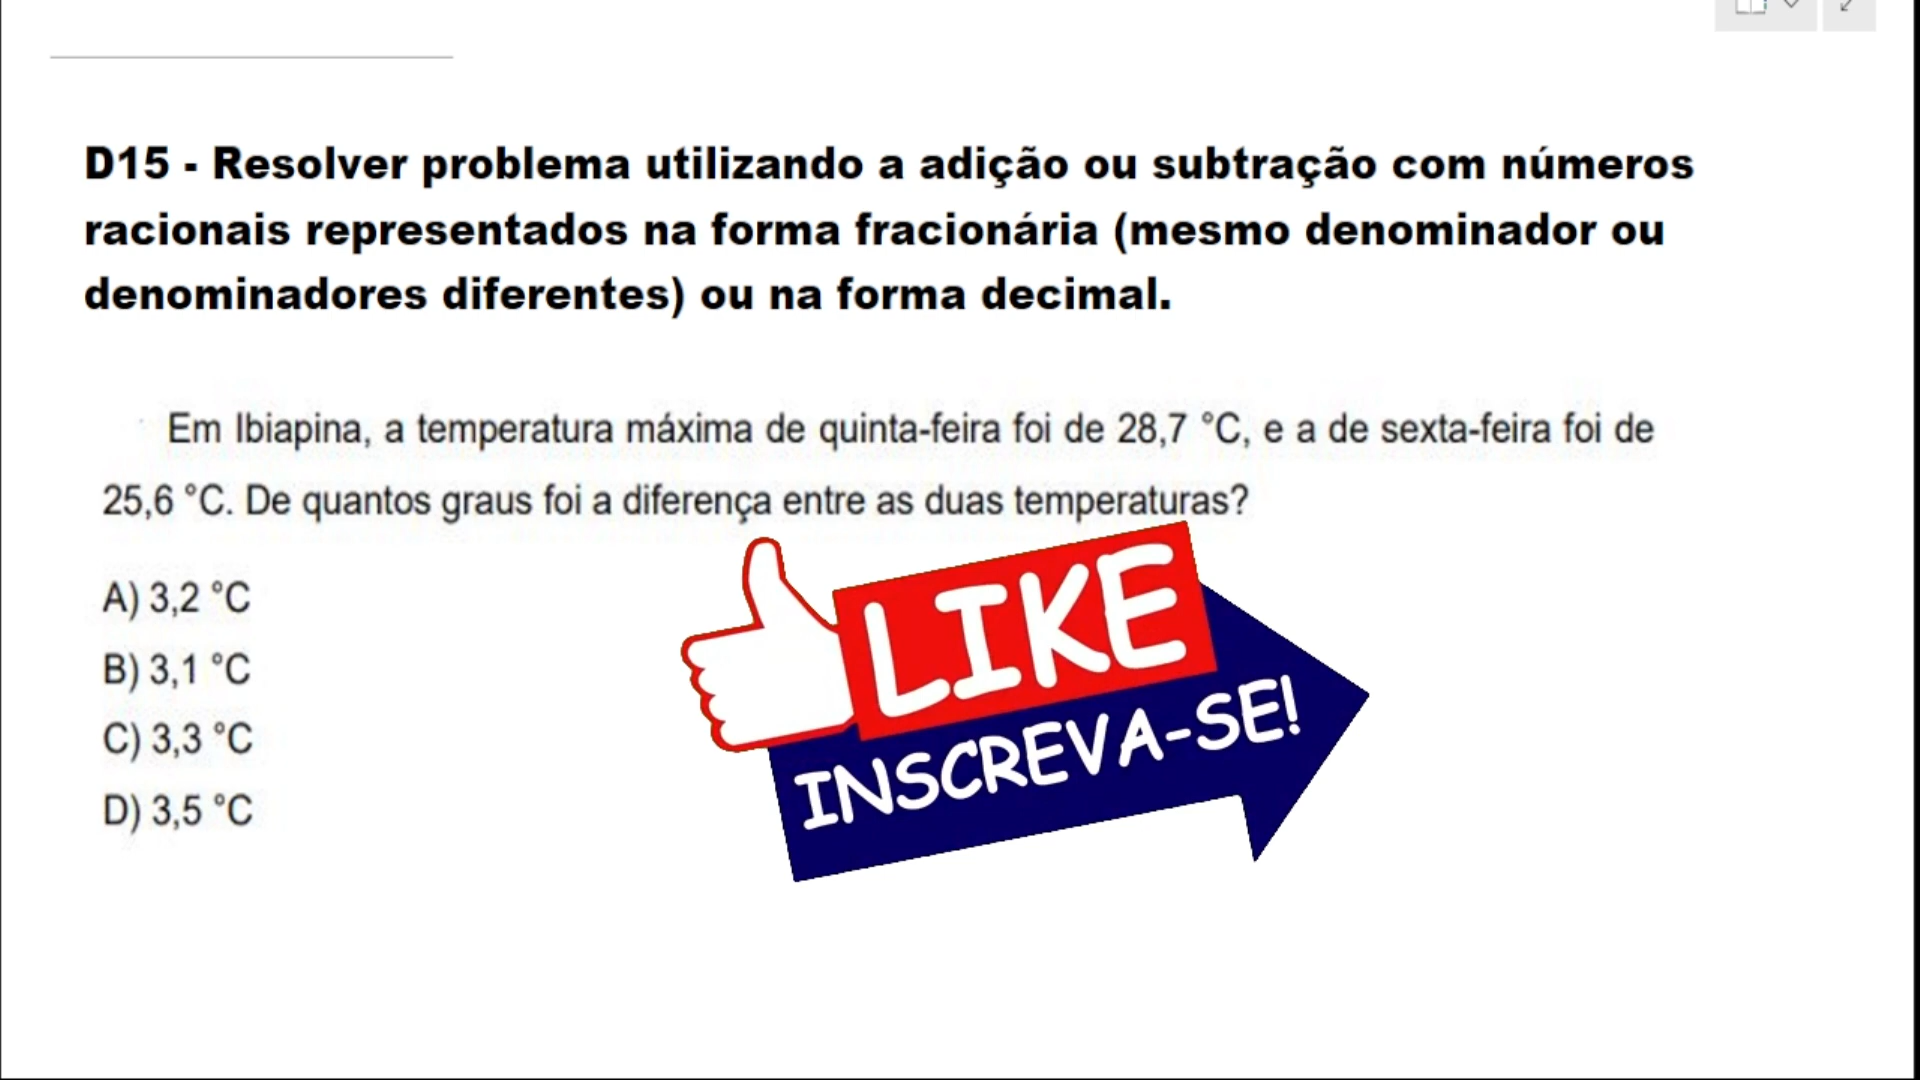 D15 - Resolver problema utilizando a adição ou subtração com números
racionais representados na forma fracionária (mesmo denominador ou
denominadores diferentes) ou na forma decimal.
Em Ibiapina, a temperatura máxima de quinta-feira foi de 28,7 °C, e a de sexta-feira foi de
25,6 °C. De quantos graus foi a diferença entre as duas temperaturas?
A) 3,2 °C
B) 3,1 °C
C) 3,3 °C
D) 3,5 °C
LIKE
INSCREVA-SE!